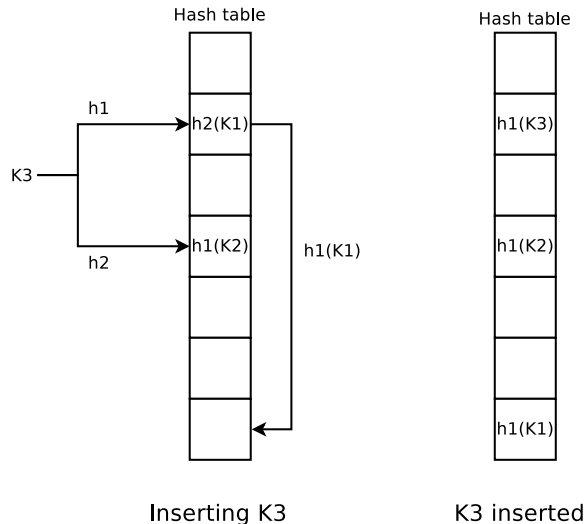 Hash table
h1
h2(K1)
K3
h1(K2)
h2
h1(K1)
Inserting K3
Hash table
h1(K3)
h1(K2)
h1(K1)
K3 inserted